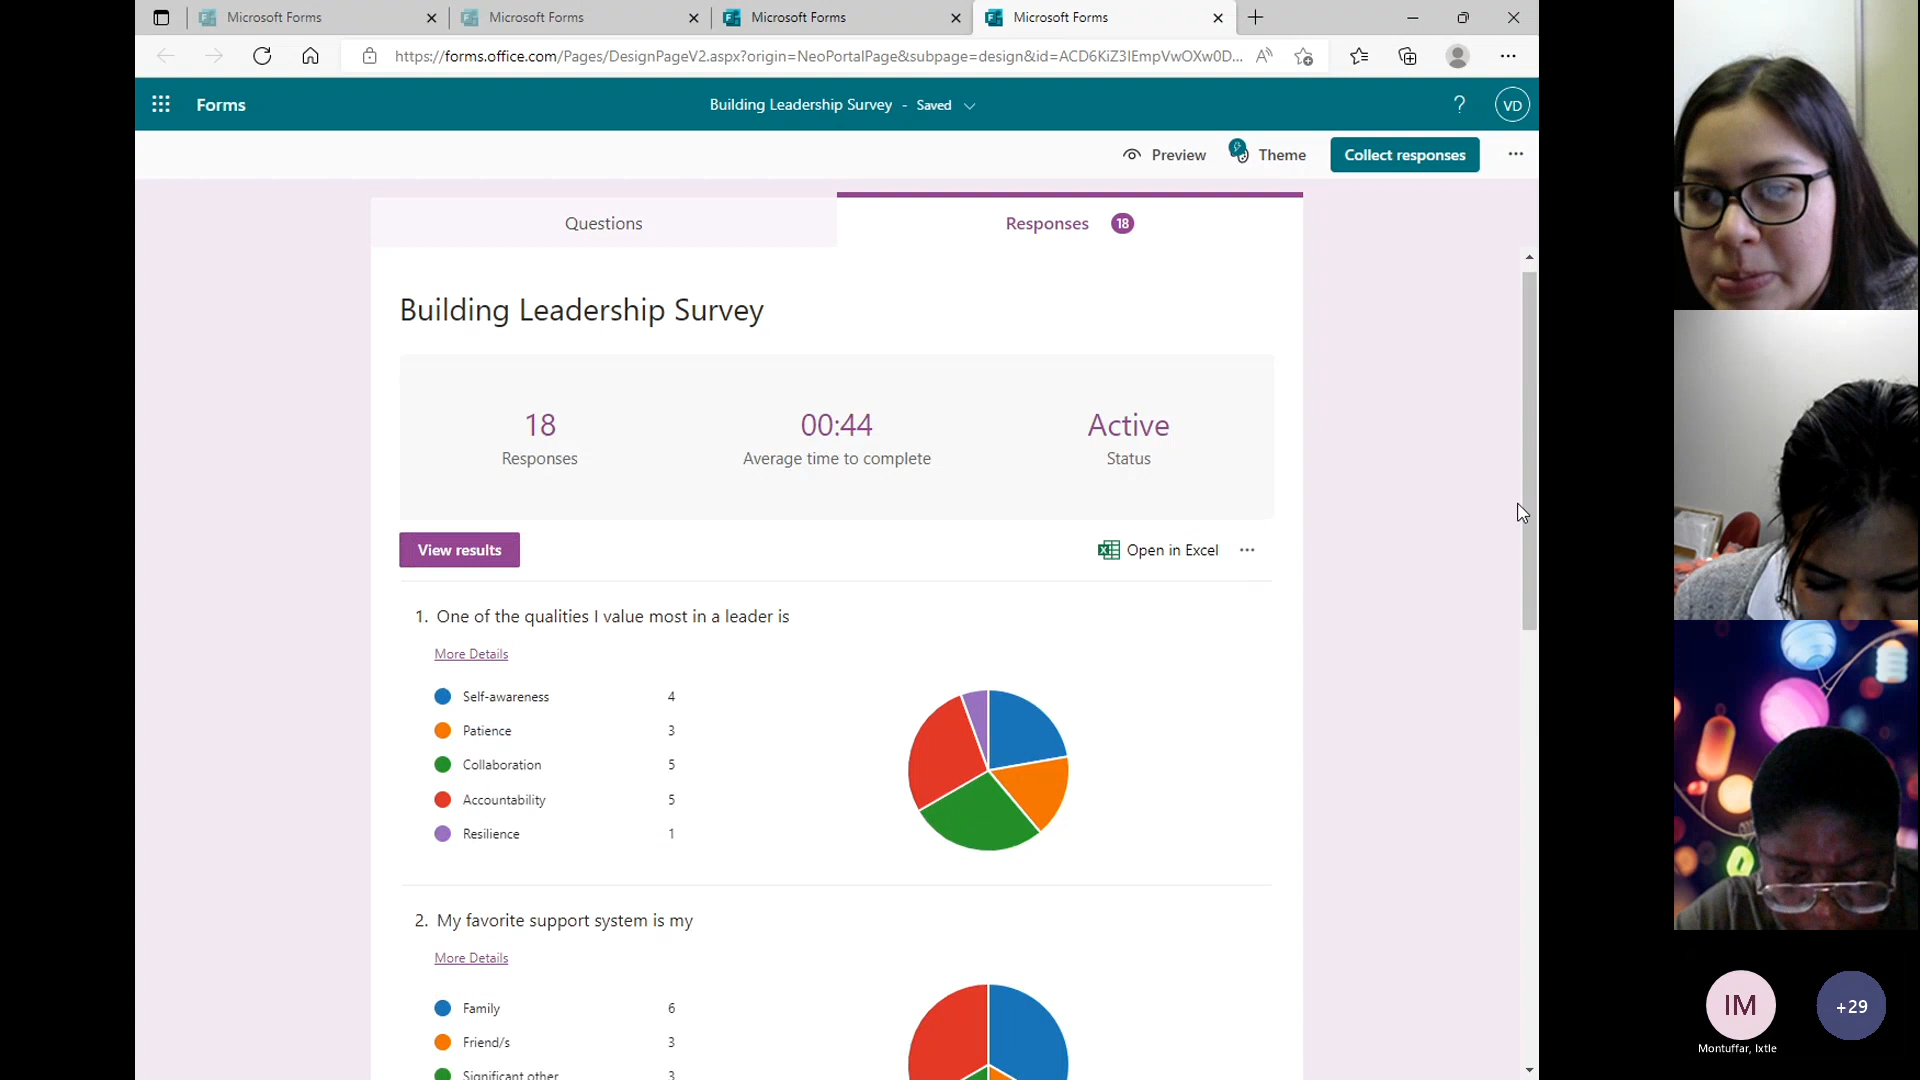 Microsoft Forms
Microsoft Forms
Microsoft Forms
Microsoft Forms
https://forms.office.com/Pages/DesignPageV2.aspx?origin=NeoPortalPage&subpage=design&id=ACD6KiZ3IEmpVwOXw0D...
Forms
Building Leadership Survey - Saved
?
VD
Preview
Theme
Collect responses
Questions
Responses 18
Building Leadership Survey
18
Responses
00:44
Average time to complete
Active
Status
View results
Open in Excel
1. One of the qualities I value most in a leader is
More Details
Self-awareness 4
Patience 3
Collaboration 5
Accountability 5
Resilience 1
2. My favorite support system is my
More Details
Family 6
Friend/s 3
Significant other 3
IM
+29
Montuffar, Ixtle